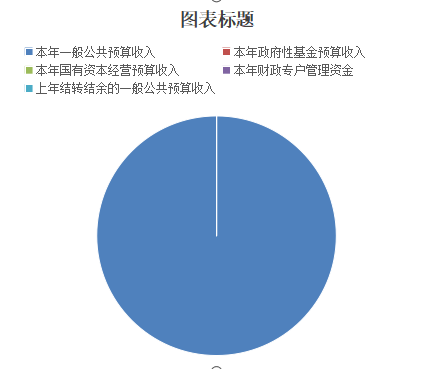 图表标题
本年一般公共预算收入 本年政府性基金预算收入
本年国有资本经营预算收入 本年财政专户管理资金
上年结转结余的一般公共预算收入